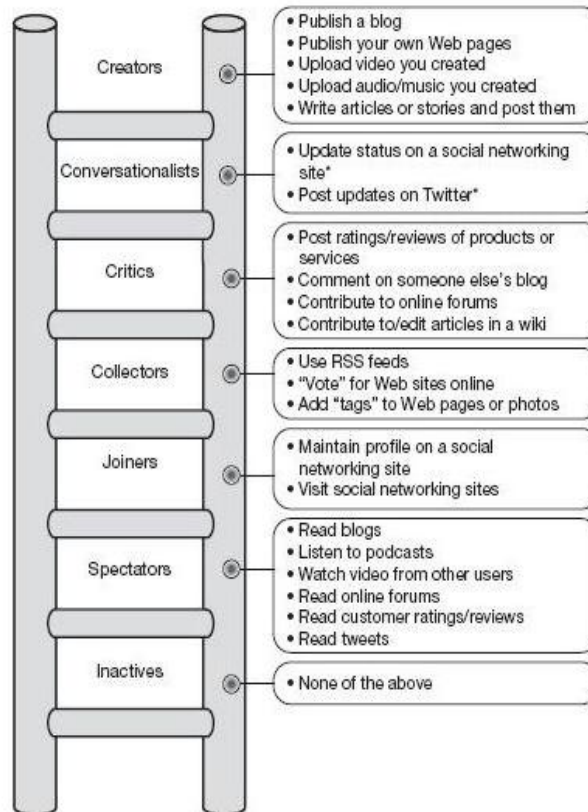 Creators
• Publish a blog
• Publish your own Web pages
• Upload video you created
• Upload audio/music you created
• Write articles or stories and post them
Conversationalists
• Update status on a social networking
site*
• Post updates on Twitter*
Critics
• Post ratings/reviews of products or
services
• Comment on someone else's blog
• Contribute to online forums
• Contribute to/edit articles in a wiki
Collectors
• Use RSS feeds
• "Vote" for Web sites online
• Add "tags" to Web pages or photos
Joiners
• Maintain profile on a social
networking site
• Visit social networking sites
Spectators
• Read blogs
• Listen to podcasts
• Watch video from other users
• Read online forums
• Read customer ratings/reviews
• Read tweets
Inactives
• None of the above